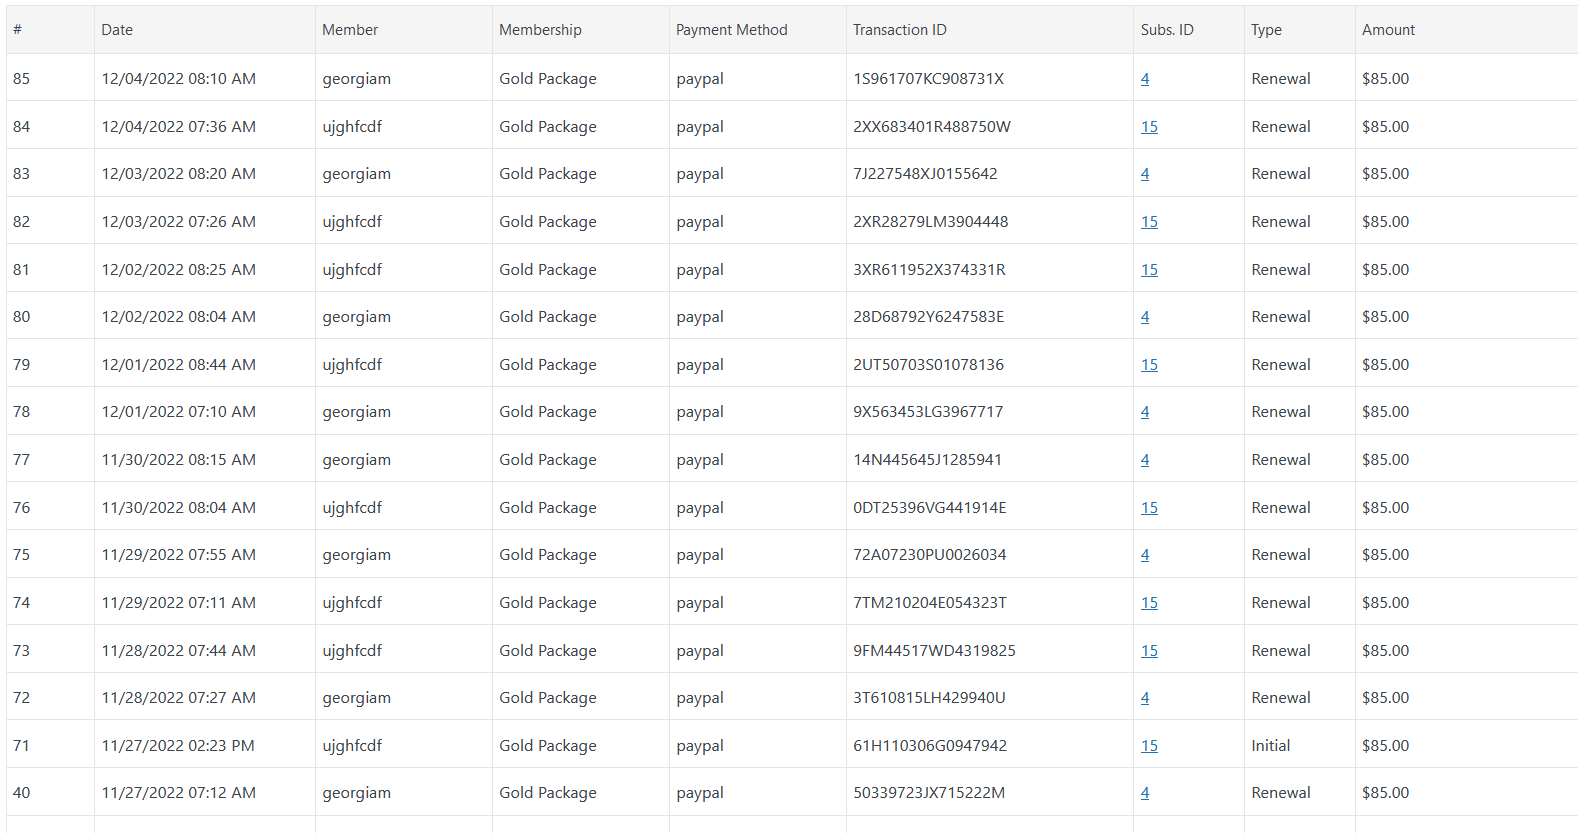 # Date Member Membership Payment Method Transaction ID Subs. ID Type Amount
85 12/04/2022 08:10 AM georgiam Gold Package paypal 1S961707KC908731X 4 Renewal $85.00
84 12/04/2022 07:36 AM ujghfcdf Gold Package paypal 2XX683401R488750W 15 Renewal $85.00
83 12/03/2022 08:20 AM georgiam Gold Package paypal 7J227548XJ0155642 4 Renewal $85.00
82 12/03/2022 07:26 AM ujghfcdf Gold Package paypal 2XR28279LM3904448 15 Renewal $85.00
81 12/02/2022 08:25 AM ujghfcdf Gold Package paypal 3XR611952X374331R 15 Renewal $85.00
80 12/02/2022 08:04 AM georgiam Gold Package paypal 28D68792Y6247583E 4 Renewal $85.00
79 12/01/2022 08:44 AM ujghfcdf Gold Package paypal 2UT50703S01078136 15 Renewal $85.00
78 12/01/2022 07:10 AM georgiam Gold Package paypal 9X563453LG3967717 4 Renewal $85.00
77 11/30/2022 08:15 AM georgiam Gold Package paypal 14N445645J1285941 4 Renewal $85.00
76 11/30/2022 08:04 AM ujghfcdf Gold Package paypal 0DT25396VG441914E 15 Renewal $85.00
75 11/29/2022 07:55 AM georgiam Gold Package paypal 72A07230PU0026034 4 Renewal $85.00
74 11/29/2022 07:11 AM ujghfcdf Gold Package paypal 7TM210204E054323T 15 Renewal $85.00
73 11/28/2022 07:44 AM ujghfcdf Gold Package paypal 9FM44517WD4319825 15 Renewal $85.00
72 11/28/2022 07:27 AM georgiam Gold Package paypal 3T610815LH429940U 4 Renewal $85.00
71 11/27/2022 02:23 PM ujghfcdf Gold Package paypal 61H110306G0947942 15 Initial $85.00
40 11/27/2022 07:12 AM georgiam Gold Package paypal 50339723JX715222M 4 Renewal $85.00